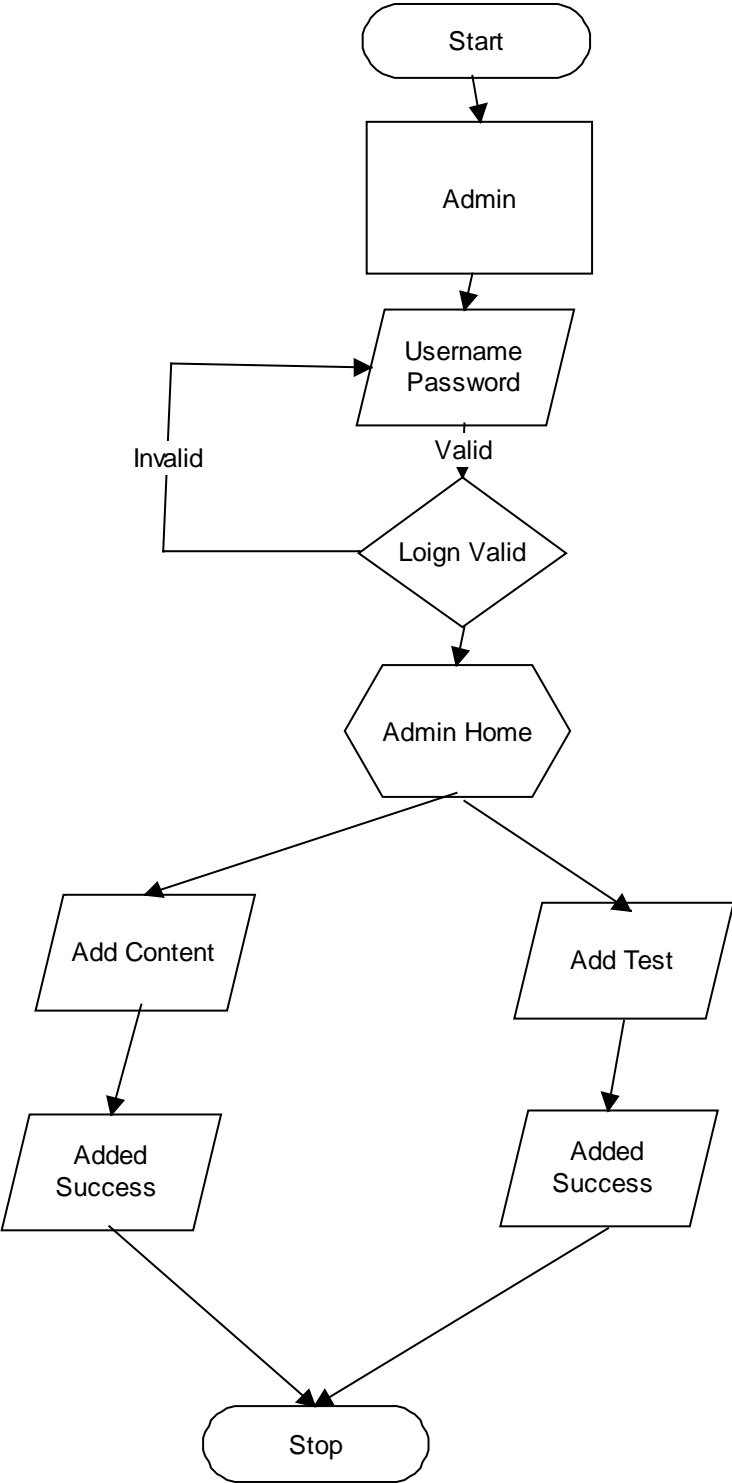 Start
Admin
Username
Password
Valid
Invalid
Loign Valid
Admin Home
Add Content
Add Test
Added
Success
Added
Success
Stop